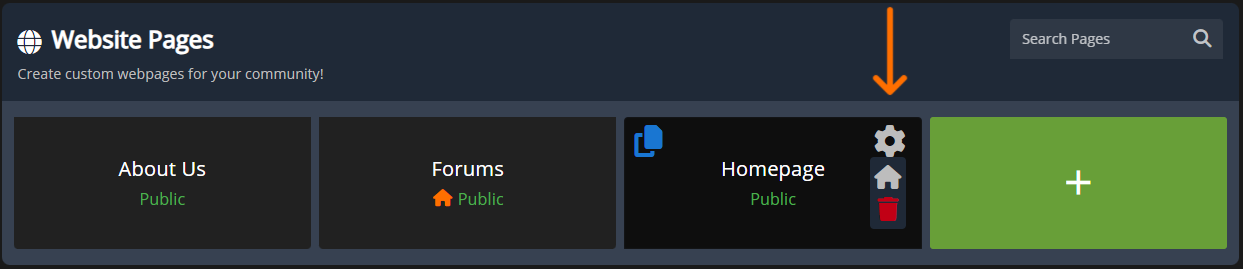 Website Pages
Search Pages
Create custom webpages for your community!
About Us
Public
Forums
Public
Homepage
Public
+